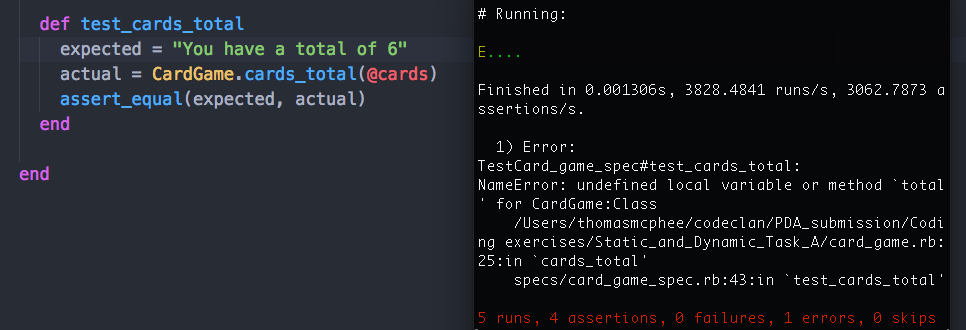 def test_cards_total
expected = "You have a total of 6"
actual = CardGame.cards_total(@cards)
assert_equal(expected, actual)
end
end
# Running:
E....
Finished in 0.001306s, 3828.4841 runs/s, 3062.7873 a
ssertions/s.
1) Error:
TestCard_game_spec#test_cards_total:
NameError: undefined local variable or method `total
' for CardGame:Class
/Users/thomasmcphee/codeclan/PDA_submission/Codi
ng exercises/Static_and_Dynamic_Task_A/card_game.rb:
25:in `cards_total'
specs/card_game_spec.rb:43:in `test_cards_total'
5 runs, 4 assertions, 0 failures, 1 errors, 0 skips